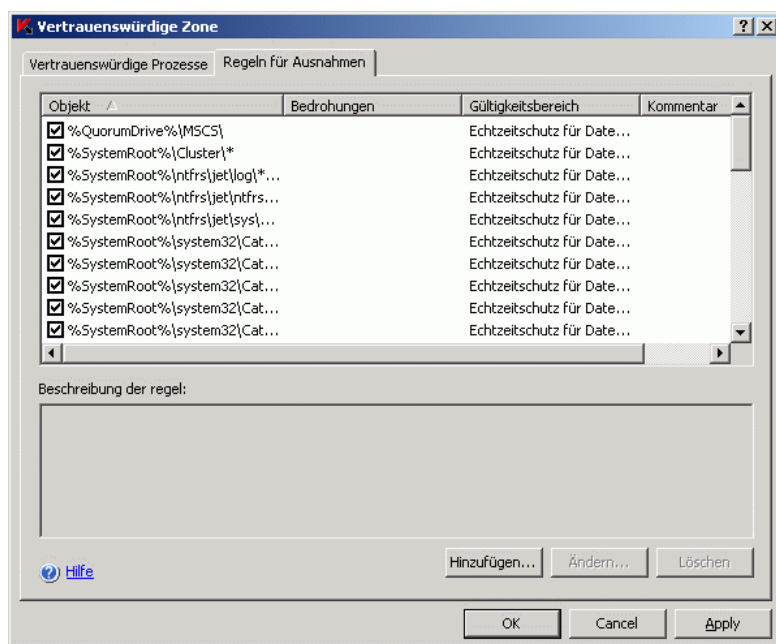 Vertrauenswürdige Zone
Vertrauenswürdige Prozesse Regeln für Ausnahmen
Objekt Bedrohungen Gültigkeitsbereich Kommentar
%QuorumDrive%\MSCS\ Echtzeitschutz für Date...
%SystemRoot%\Cluster\* Echtzeitschutz für Date...
%SystemRoot%\ntfrs\jet\log\*... Echtzeitschutz für Date...
%SystemRoot%\ntfrs\jet\ntfrs... Echtzeitschutz für Date...
%SystemRoot%\ntfrs\jet\sys\... Echtzeitschutz für Date...
%SystemRoot%\system32\Cat... Echtzeitschutz für Date...
%SystemRoot%\system32\Cat... Echtzeitschutz für Date...
%SystemRoot%\system32\Cat... Echtzeitschutz für Date...
%SystemRoot%\system32\Cat... Echtzeitschutz für Date...
%SystemRoot%\system32\Cat... Echtzeitschutz für Date...
Beschreibung der regel:
Hinzufügen... Ändern... Löschen
Hilfe
OK Cancel Apply